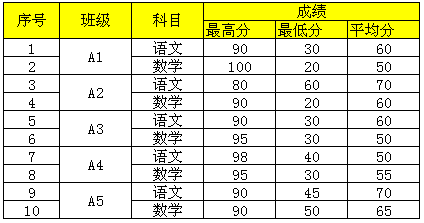 序号 班级 科目 成绩
最高分 最低分 平均分
1 A1 语文 90 30 60
2 数学 100 20 50
3 A2 语文 80 60 70
4 数学 90 20 60
5 A3 语文 90 30 60
6 数学 95 30 50
7 A4 语文 98 40 50
8 数学 95 30 55
9 A5 语文 90 45 70
10 数学 90 50 65